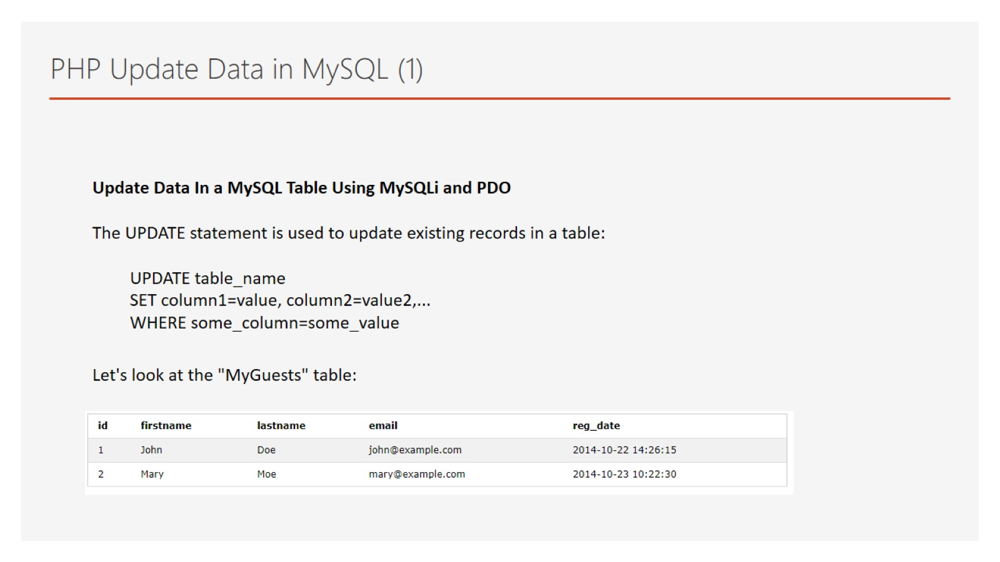 PHP Update Data in MySQL (1)
Update Data In a MySQL Table Using MySQLi and PDO
The UPDATE statement is used to update existing records in a table:
UPDATE table_name
SET column1=value, column2=value2,...
WHERE some_column=some_value
Let's look at the "MyGuests" table:
id firstname lastname email reg_date
1 John Doe john@example.com 2014-10-22 14:26:15
2 Mary Moe mary@example.com 2014-10-23 10:22:30